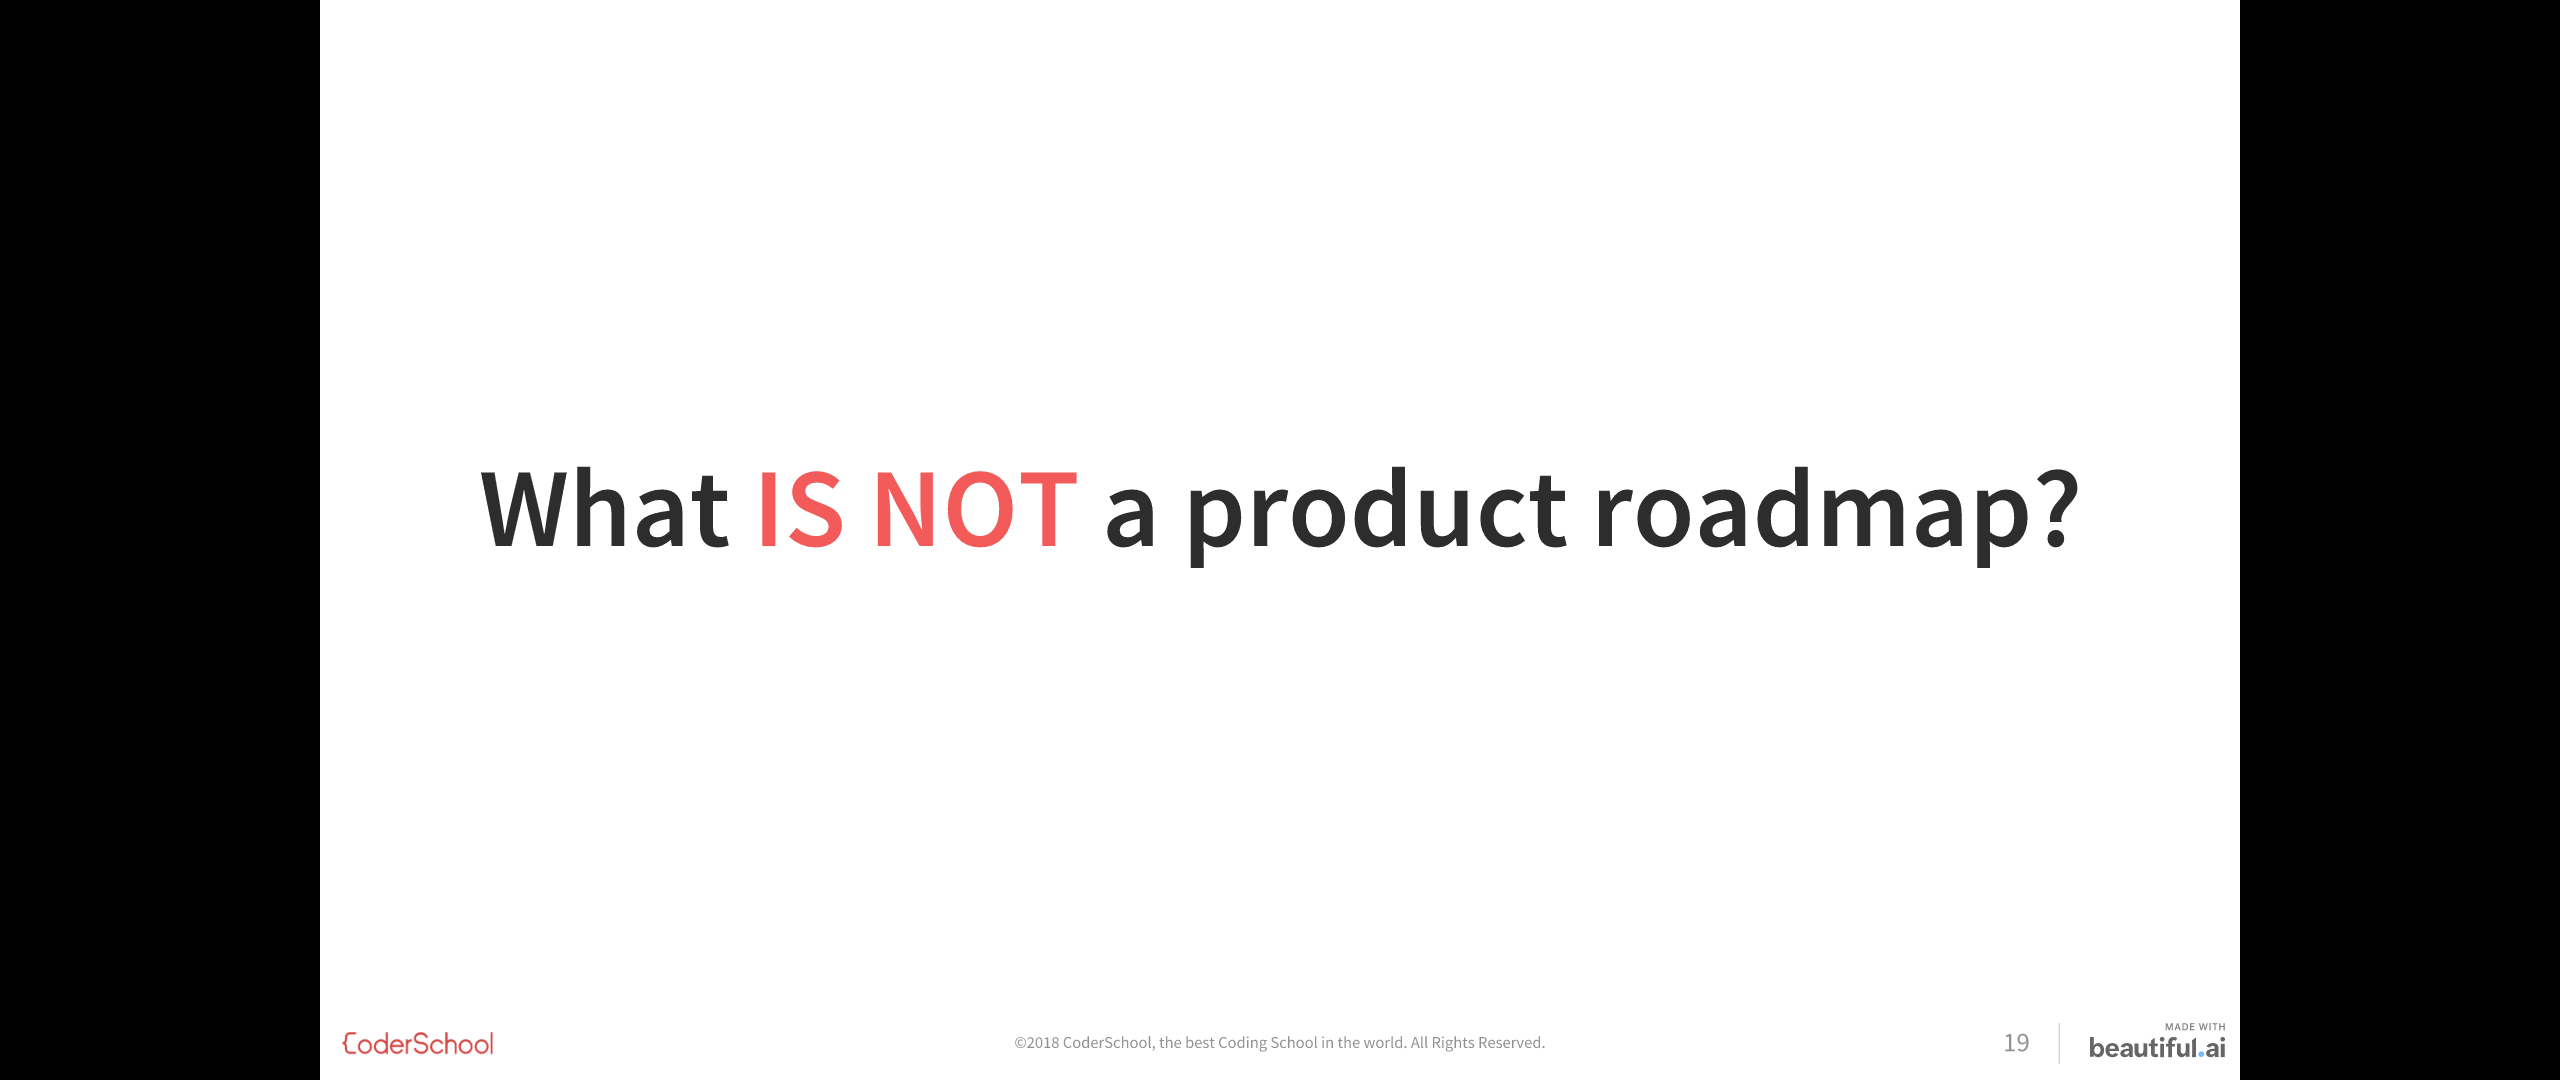 What IS NOT a product roadmap?
CoderSchool
©2018 CoderSchool, the best Coding School in the world. All Rights Reserved.
19
MADE WITH
beautiful.ai